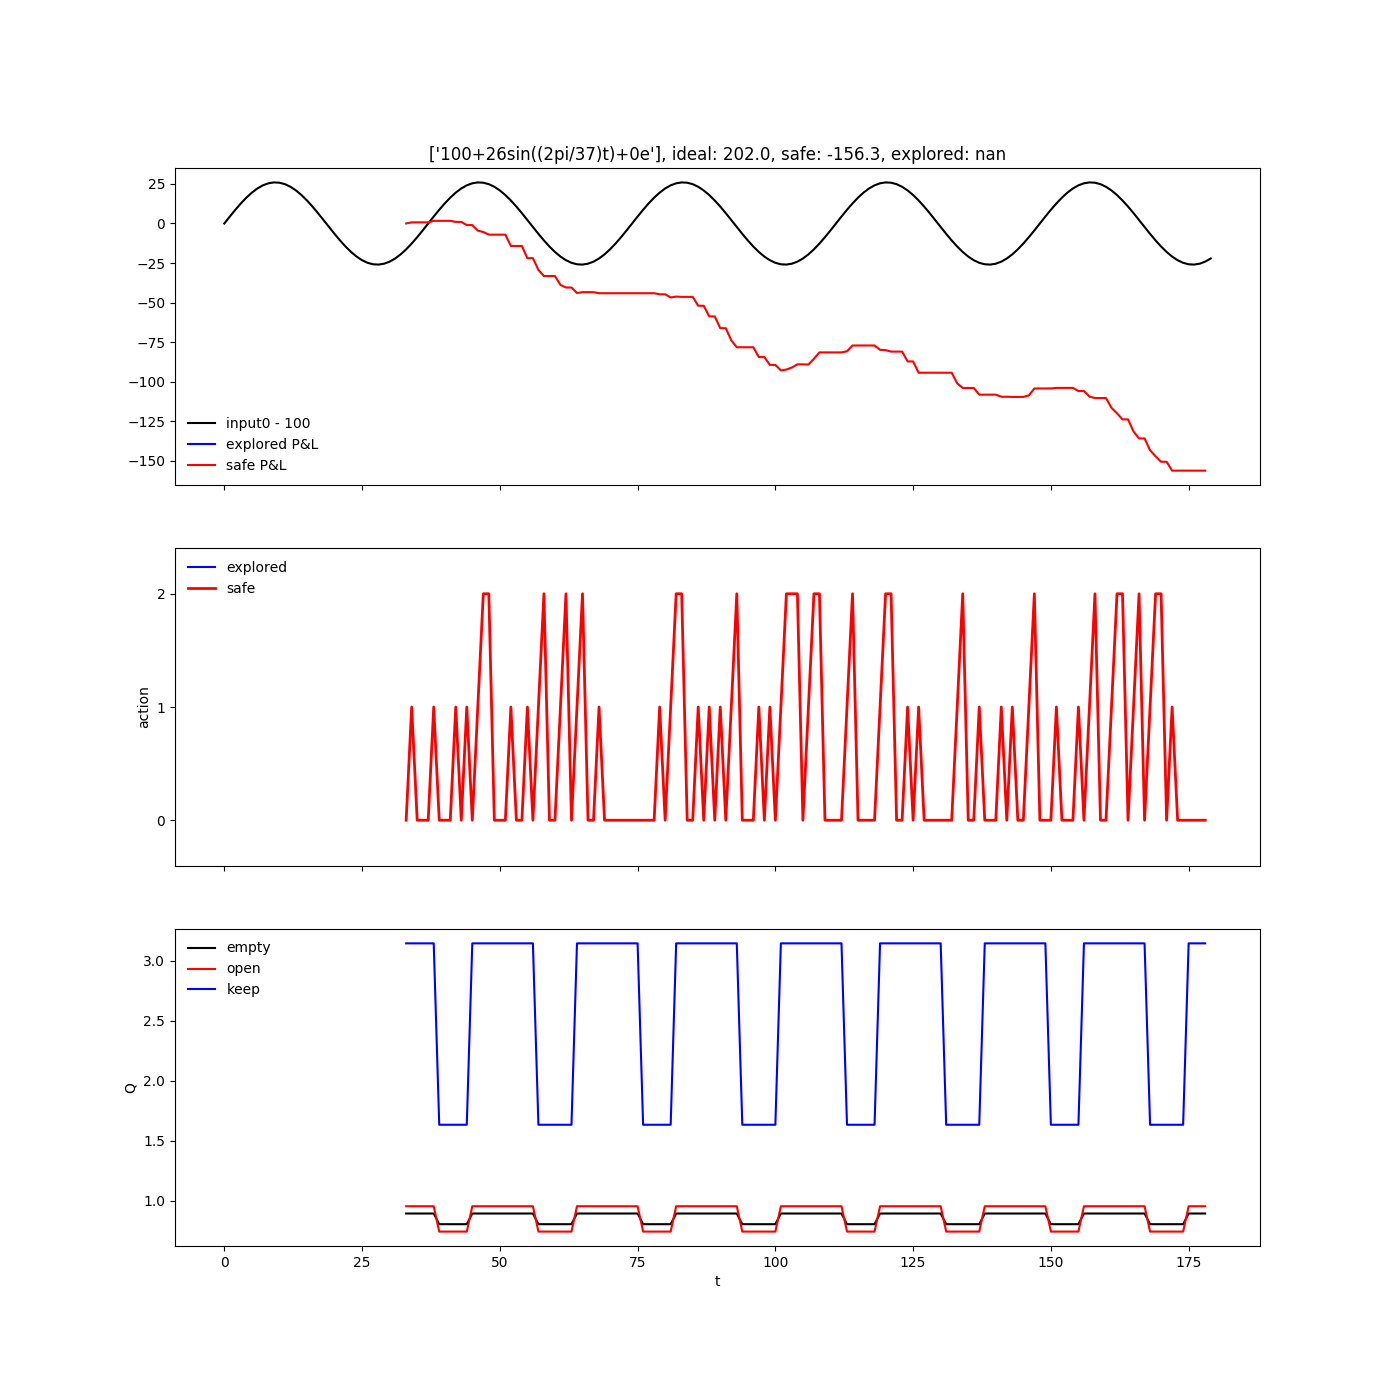 ['100+26sin((2pi/37)t)+0e'], ideal: 202.0, safe: -156.3, explored: nan
25
0
−25
−50
−75
−100
−125
−150
input0 - 100
explored P&L
safe P&L
explored
safe
2
1
0
action
empty
open
keep
3.0
2.5
2.0
1.5
1.0
Q
0 25 50 75 100 125 150 175
t